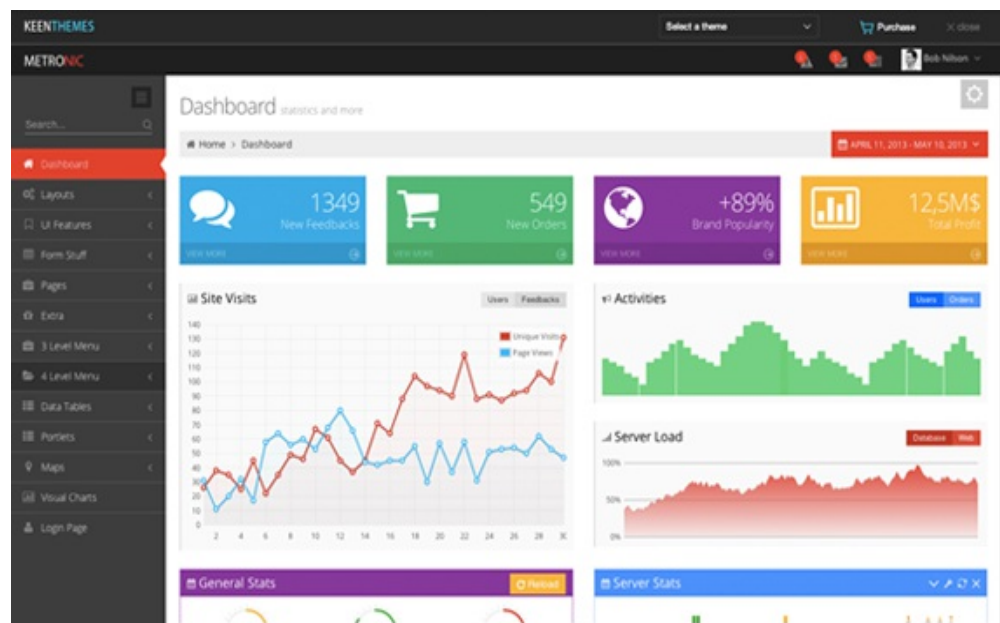 KEENTHEMES
Select a theme
Purchase
× close
METRONIC
Bob Nilson
Search...
Dashboard
Layouts
UI Features
Form Stuff
Pages
Extra
3 Level Menu
4 Level Menu
Data Tables
Portlets
Maps
Visual Charts
Login Page
Dashboard statistics and more
Home > Dashboard
APRIL 11, 2013 - MAY 10, 2013
1349
New Feedbacks
VIEW MORE
549
New Orders
VIEW MORE
+89%
Brand Popularity
VIEW MORE
12,5M$
Total Profit
VIEW MORE
Site Visits
Users Feedbacks
Unique Visits
Page Views
140
130
120
110
100
90
80
70
60
50
40
30
20
10
0
2 4 6 8 10 12 14 16 18 20 22 24 26 28
Activities
Users Orders
Server Load
Database Web
100%
50%
0%
General Stats
Reload
Server Stats